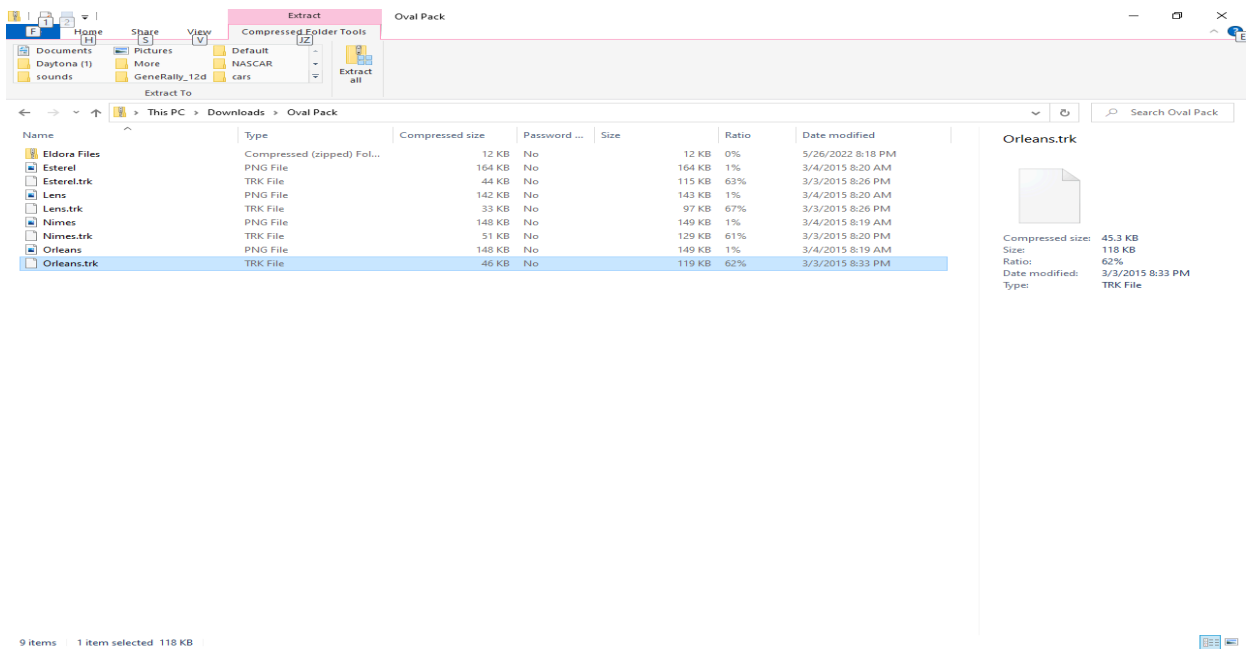 1 2 Extract Oval Pack
F Home Share View Compressed Folder Tools
H S V JZ E
Documents Pictures Default
Daytona (1) More NASCAR
sounds GeneRally_12d cars
Extract all
Extract To
This PC > Downloads > Oval Pack Search Oval Pack
Name Type Compressed size Password ... Size Ratio Date modified
Eldora Files Compressed (zipped) Fol... 12 KB No 12 KB 0% 5/26/2022 8:18 PM
Esterel PNG File 164 KB No 164 KB 1% 3/4/2015 8:20 AM
Esterel.trk TRK File 44 KB No 115 KB 63% 3/3/2015 8:26 PM
Lens PNG File 142 KB No 143 KB 1% 3/4/2015 8:20 AM
Lens.trk TRK File 33 KB No 97 KB 67% 3/3/2015 8:26 PM
Nimes PNG File 148 KB No 149 KB 1% 3/4/2015 8:19 AM
Nimes.trk TRK File 51 KB No 129 KB 61% 3/3/2015 8:20 PM
Orleans PNG File 148 KB No 149 KB 1% 3/4/2015 8:19 AM
Orleans.trk TRK File 46 KB No 119 KB 62% 3/3/2015 8:33 PM
Orleans.trk
Compressed size: 45.3 KB
Size: 118 KB
Ratio: 62%
Date modified: 3/3/2015 8:33 PM
Type: TRK File
9 items 1 item selected 118 KB